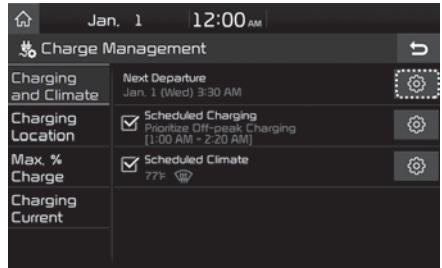 Jan. 1 12:00 AM
Charge Management
Charging and Climate
Next Departure
Jan. 1 (Wed) 3:30 AM
Charging Location
Scheduled Charging
Prioritize Off-peak Charging
[1:00 AM - 2:20 AM]
Max. % Charge
Scheduled Climate
77°F
Charging Current